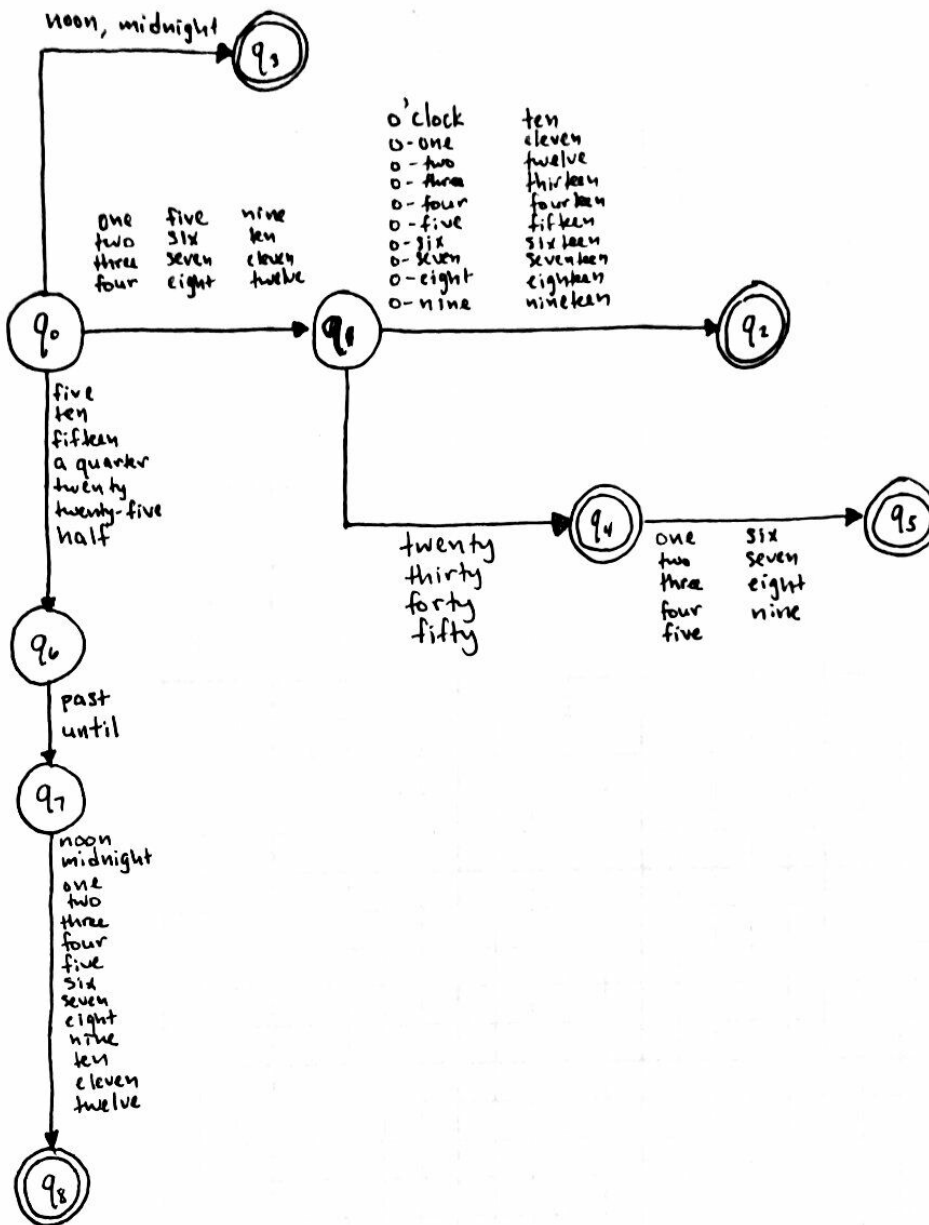 noon, midnight
q3
o'clock ten
o-one eleven
o-two twelve
o-three thirteen
o-four fourteen
o-five fifteen
o-six sixteen
o-seven seventeen
o-eight eighteen
o-nine nineteen
one five nine
two six ten
three seven eleven
four eight twelve
q0
q1
q2
five
ten
fifteen
a quarter
twenty
twenty-five
half
q4
q5
twenty
thirty
forty
fifty
one six
two seven
three eight
four nine
five
q6
past
until
q7
noon
midnight
one
two
three
four
five
six
seven
eight
nine
ten
eleven
twelve
q8